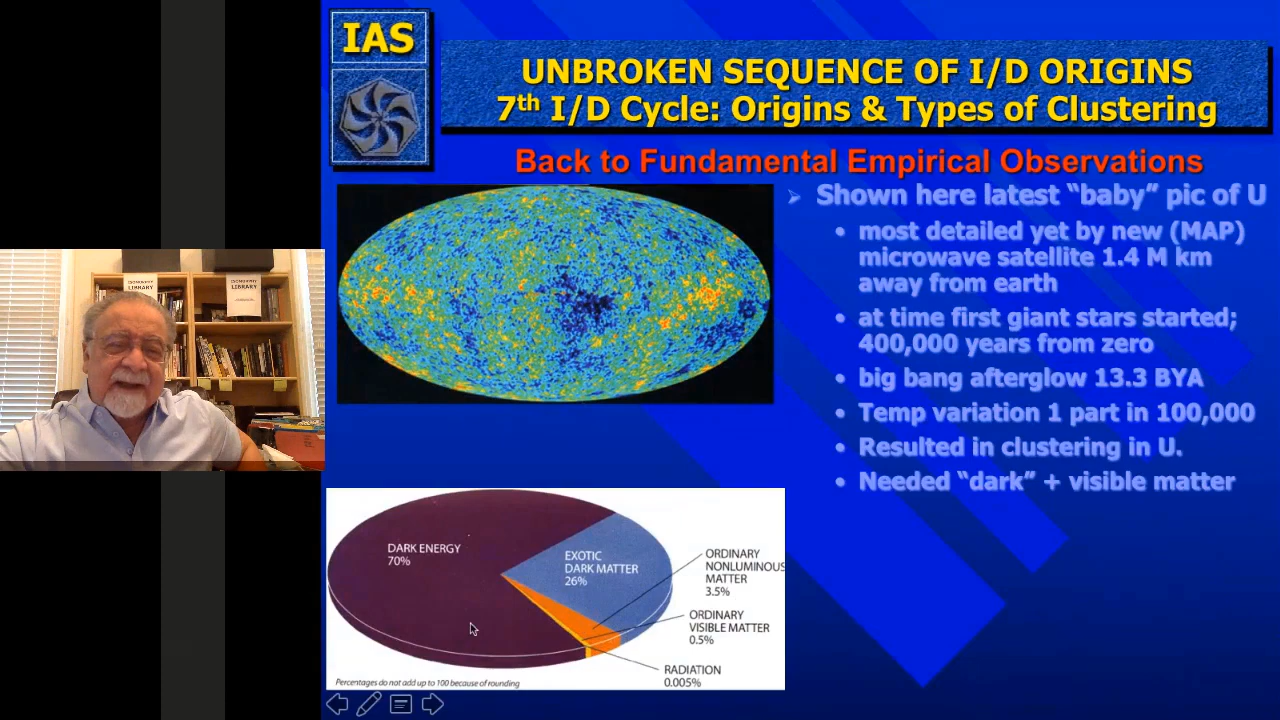 IAS
UNBROKEN SEQUENCE OF I/D ORIGINS
7th I/D Cycle: Origins & Types of Clustering
Back to Fundamental Empirical Observations
➢ Shown here latest “baby” pic of U
• most detailed yet by new (MAP)
microwave satellite 1.4 M km
away from earth
• at time first giant stars started;
400,000 years from zero
• big bang afterglow 13.3 BYA
• Temp variation 1 part in 100,000
• Resulted in clustering in U.
• Needed “dark” + visible matter
LIBRARY
LIBRARY
DARK ENERGY
70%
EXOTIC
DARK MATTER
26%
ORDINARY
NONLUMINOUS
MATTER
3.5%
ORDINARY
VISIBLE MATTER
0.5%
RADIATION
0.005%
Percentages do not add up to 100 because of rounding